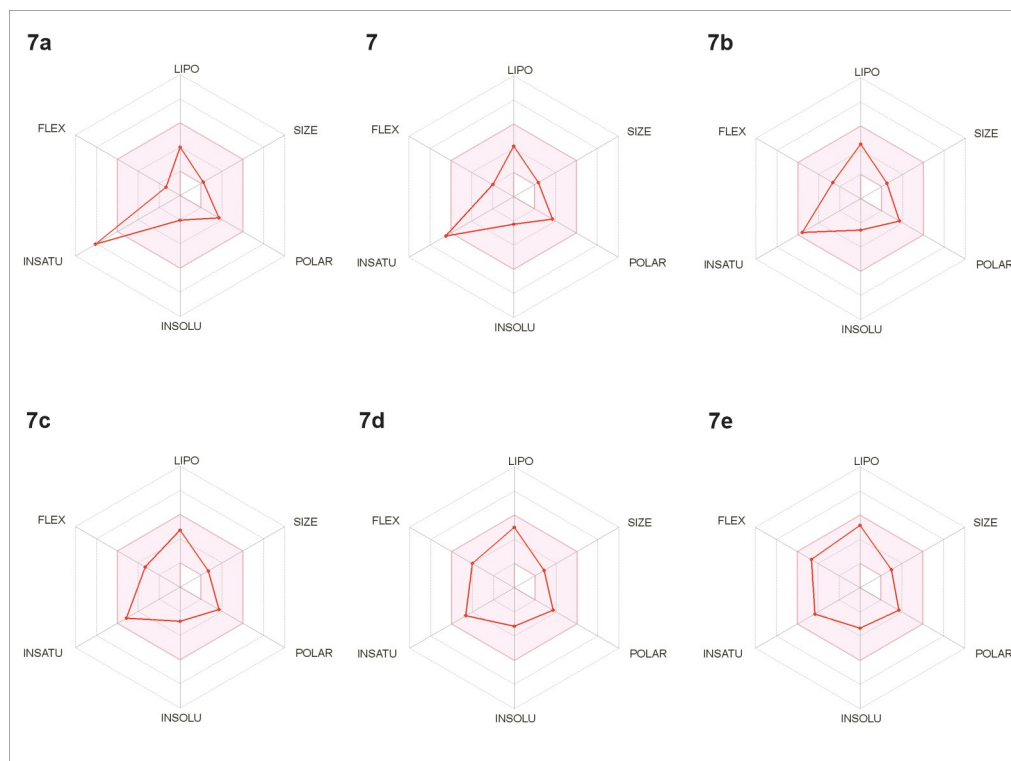 7a
LIPO
FLEX
SIZE
INSATU
POLAR
INSOLU
7
LIPO
FLEX
SIZE
INSATU
POLAR
INSOLU
7b
LIPO
FLEX
SIZE
INSATU
POLAR
INSOLU
7c
LIPO
FLEX
SIZE
INSATU
POLAR
INSOLU
7d
LIPO
FLEX
SIZE
INSATU
POLAR
INSOLU
7e
LIPO
FLEX
SIZE
INSATU
POLAR
INSOLU